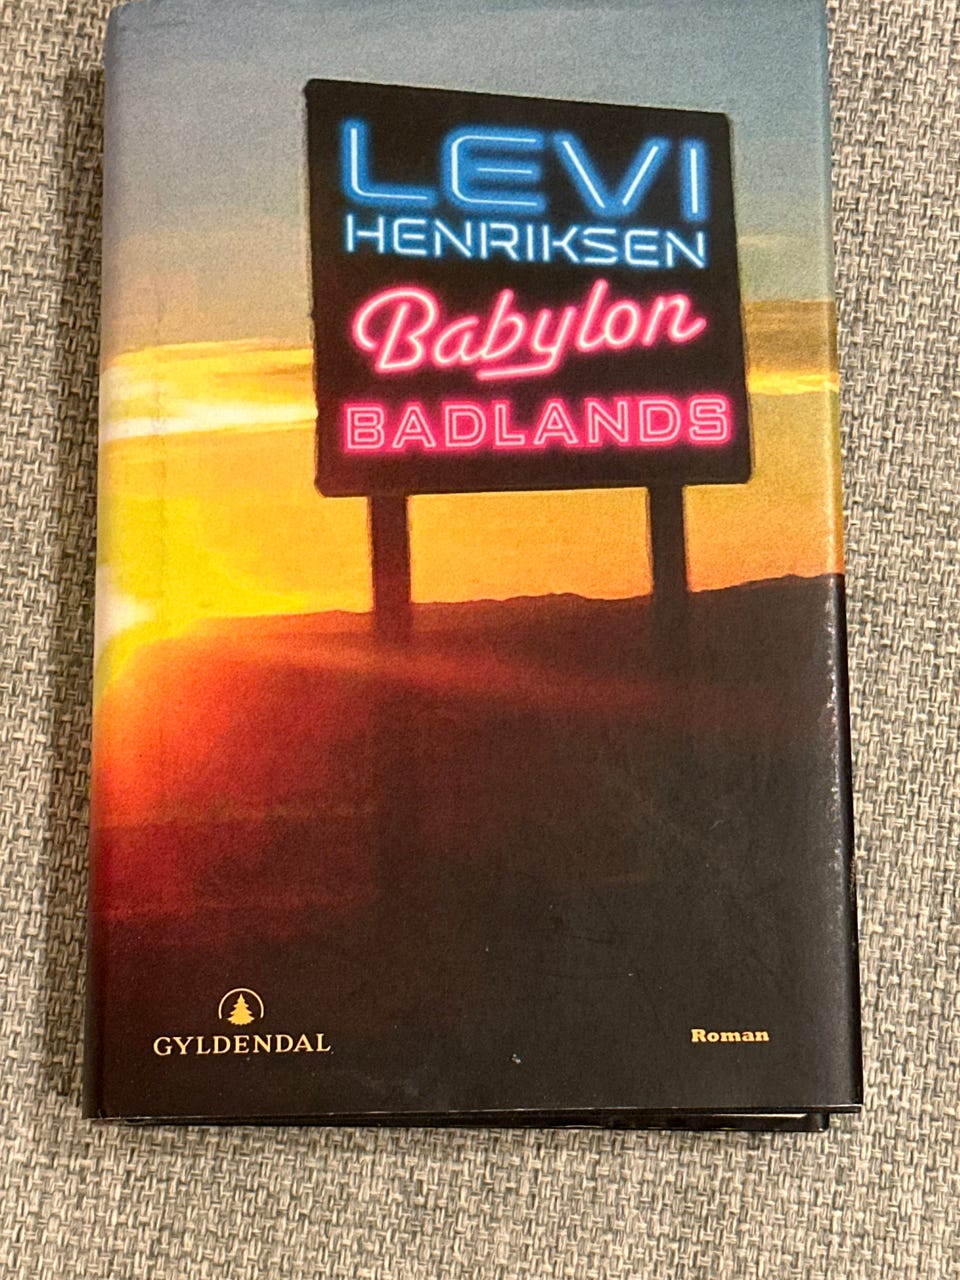 LEVI
HENRIKSEN
Babylon
BADLANDS
GYLDENDAL
Roman